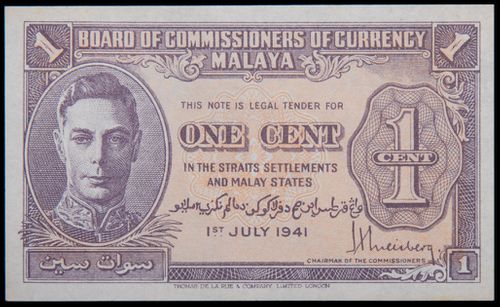 1 BOARD OF COMMISSIONERS OF CURRENCY 1
MALAYA
THIS NOTE IS LEGAL TENDER FOR
ONE CENT
IN THE STRAITS SETTLEMENTS
AND MALAY STATES
1ST JULY 1941
1
CENT
CHAIRMAN OF THE COMMISSIONERS
سوات سين
1
THOMAS DE LA RUE & COMPANY, LIMITED, LONDON